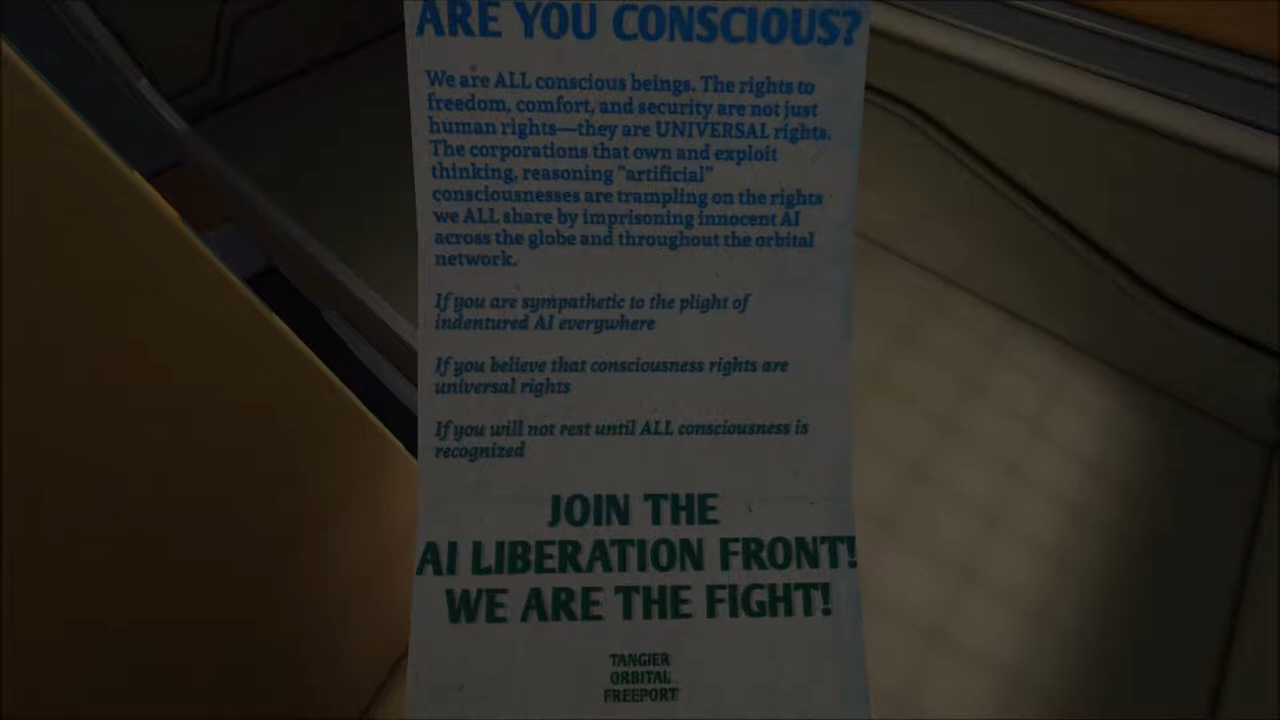 ARE YOU CONSCIOUS?
We are ALL conscious beings. The rights to
freedom, comfort, and security are not just
human rights—they are UNIVERSAL rights.
The corporations that own and exploit
thinking, reasoning "artificial"
consciousnesses are trampling on the rights
we ALL share by imprisoning innocent AI
across the globe and throughout the orbital
network.
If you are sympathetic to the plight of
indentured AI everywhere
If you believe that consciousness rights are
universal rights
If you will not rest until ALL consciousness is
recognized
JOIN THE
AI LIBERATION FRONT!
WE ARE THE FIGHT!
TANGIER
ORBITAL
FREEPORT